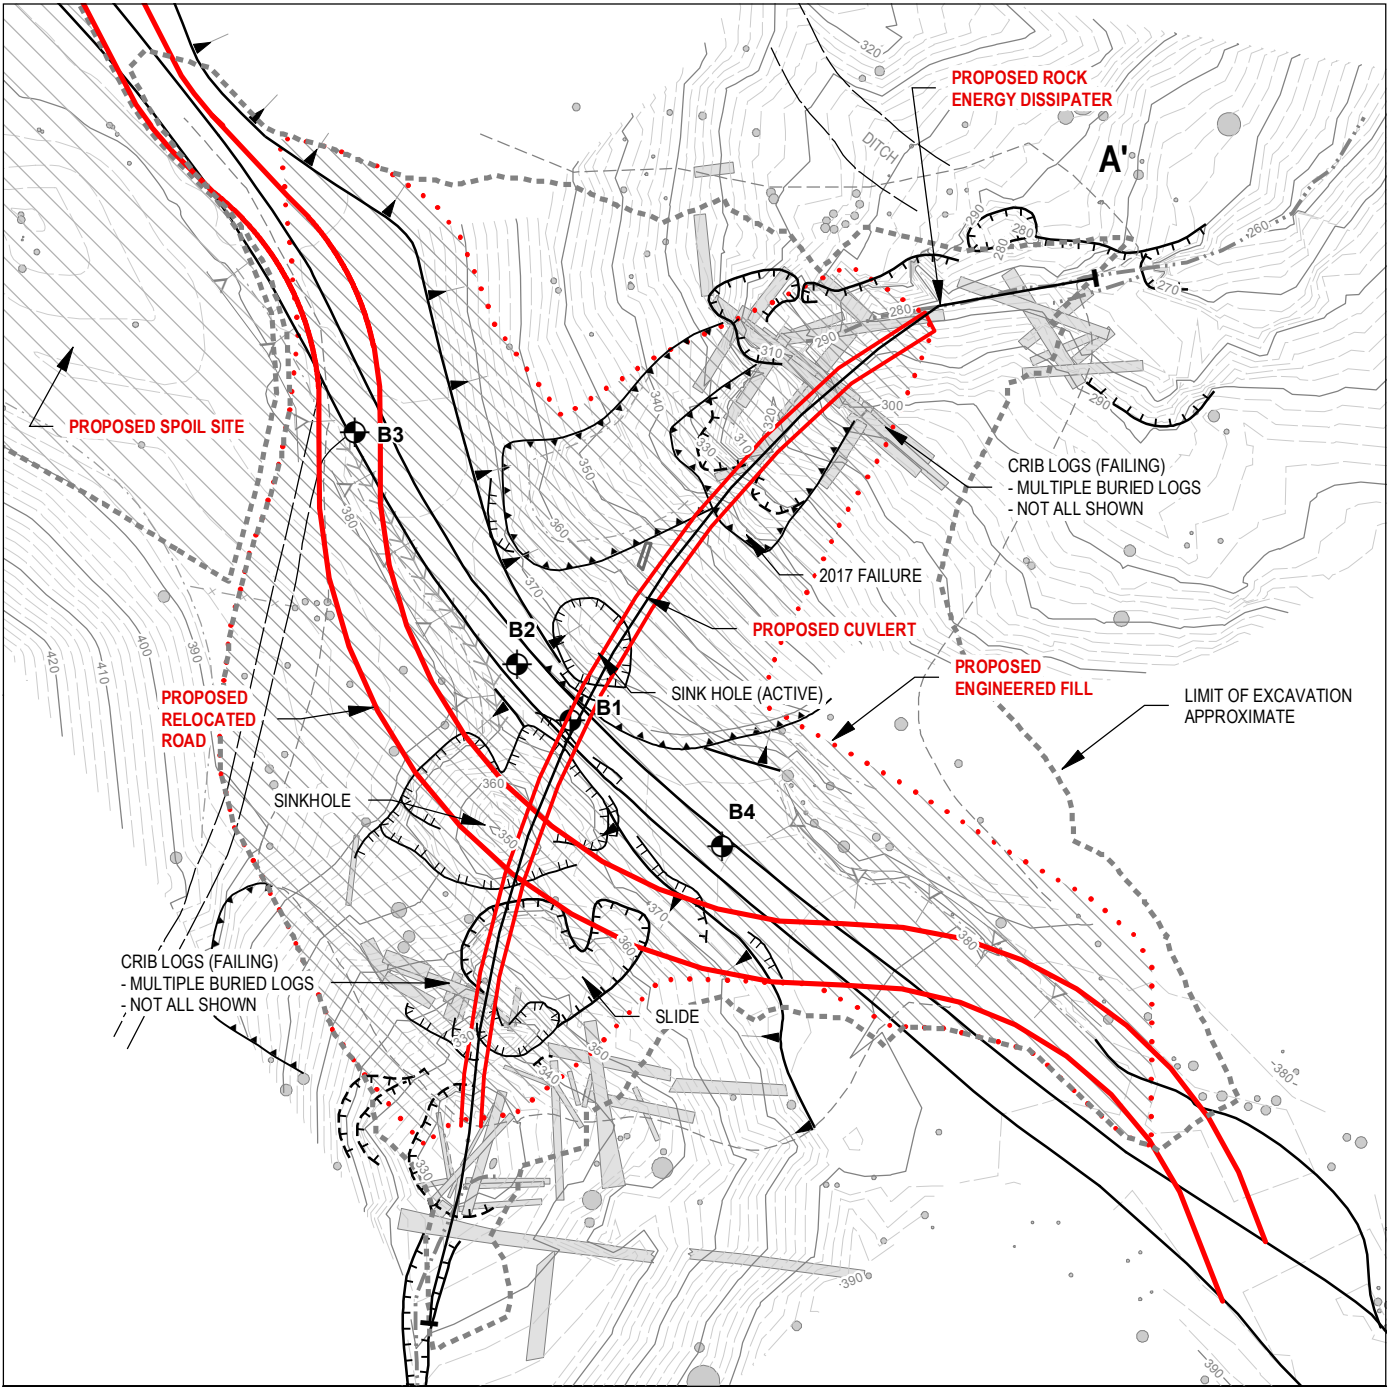 320
PROPOSED ROCK
ENERGY DISSIPATER
DITCH
A'
290
280
280
260
270
280
290
310
340
320
300
290
PROPOSED SPOIL SITE
B3
330
310
350
CRIB LOGS (FAILING)
- MULTIPLE BURIED LOGS
- NOT ALL SHOWN
380
360
2017 FAILURE
370
B2
PROPOSED CUVLERT
420
410
400
390
PROPOSED
RELOCATED
ROAD
SINK HOLE (ACTIVE)
PROPOSED
ENGINEERED FILL
LIMIT OF EXCAVATION
APPROXIMATE
B1
360
SINKHOLE
350
B4
370
360
380
CRIB LOGS (FAILING)
- MULTIPLE BURIED LOGS
- NOT ALL SHOWN
SLIDE
330
350
340
380
330
390
390